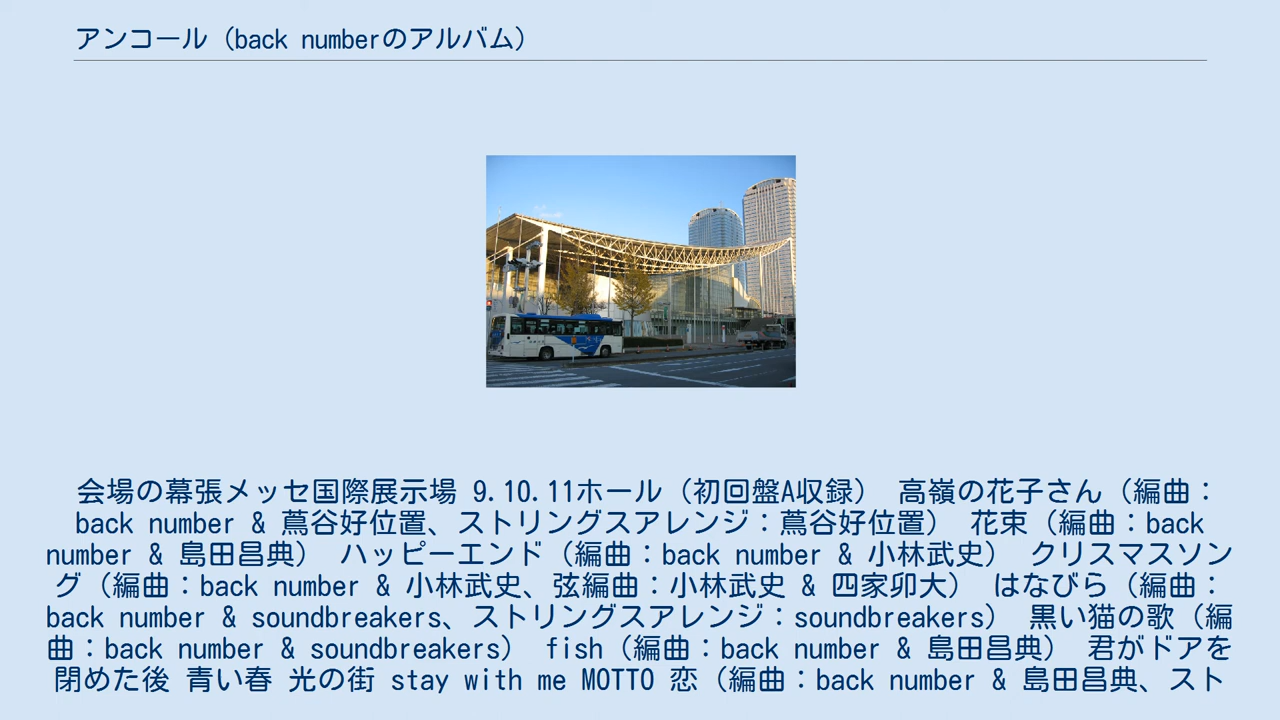 アンコール（back numberのアルバム）
会場の幕張メッセ国際展示場 9.10.11ホール（初回盤A収録） 高嶺の花子さん（編曲：
back number & 蔦谷好位置、ストリングスアレンジ：蔦谷好位置） 花束（編曲：back
number & 島田昌典） ハッピーエンド（編曲：back number & 小林武史） クリスマスソン
グ（編曲：back number & 小林武史、弦編曲：小林武史 & 四家卯大） はなびら（編曲：
back number & soundbreakers、ストリングスアレンジ：soundbreakers） 黒い猫の歌（編
曲：back number & soundbreakers） fish（編曲：back number & 島田昌典） 君がドアを
閉めた後 青い春 光の街 stay with me MOTTO 恋（編曲：back number & 島田昌典、スト